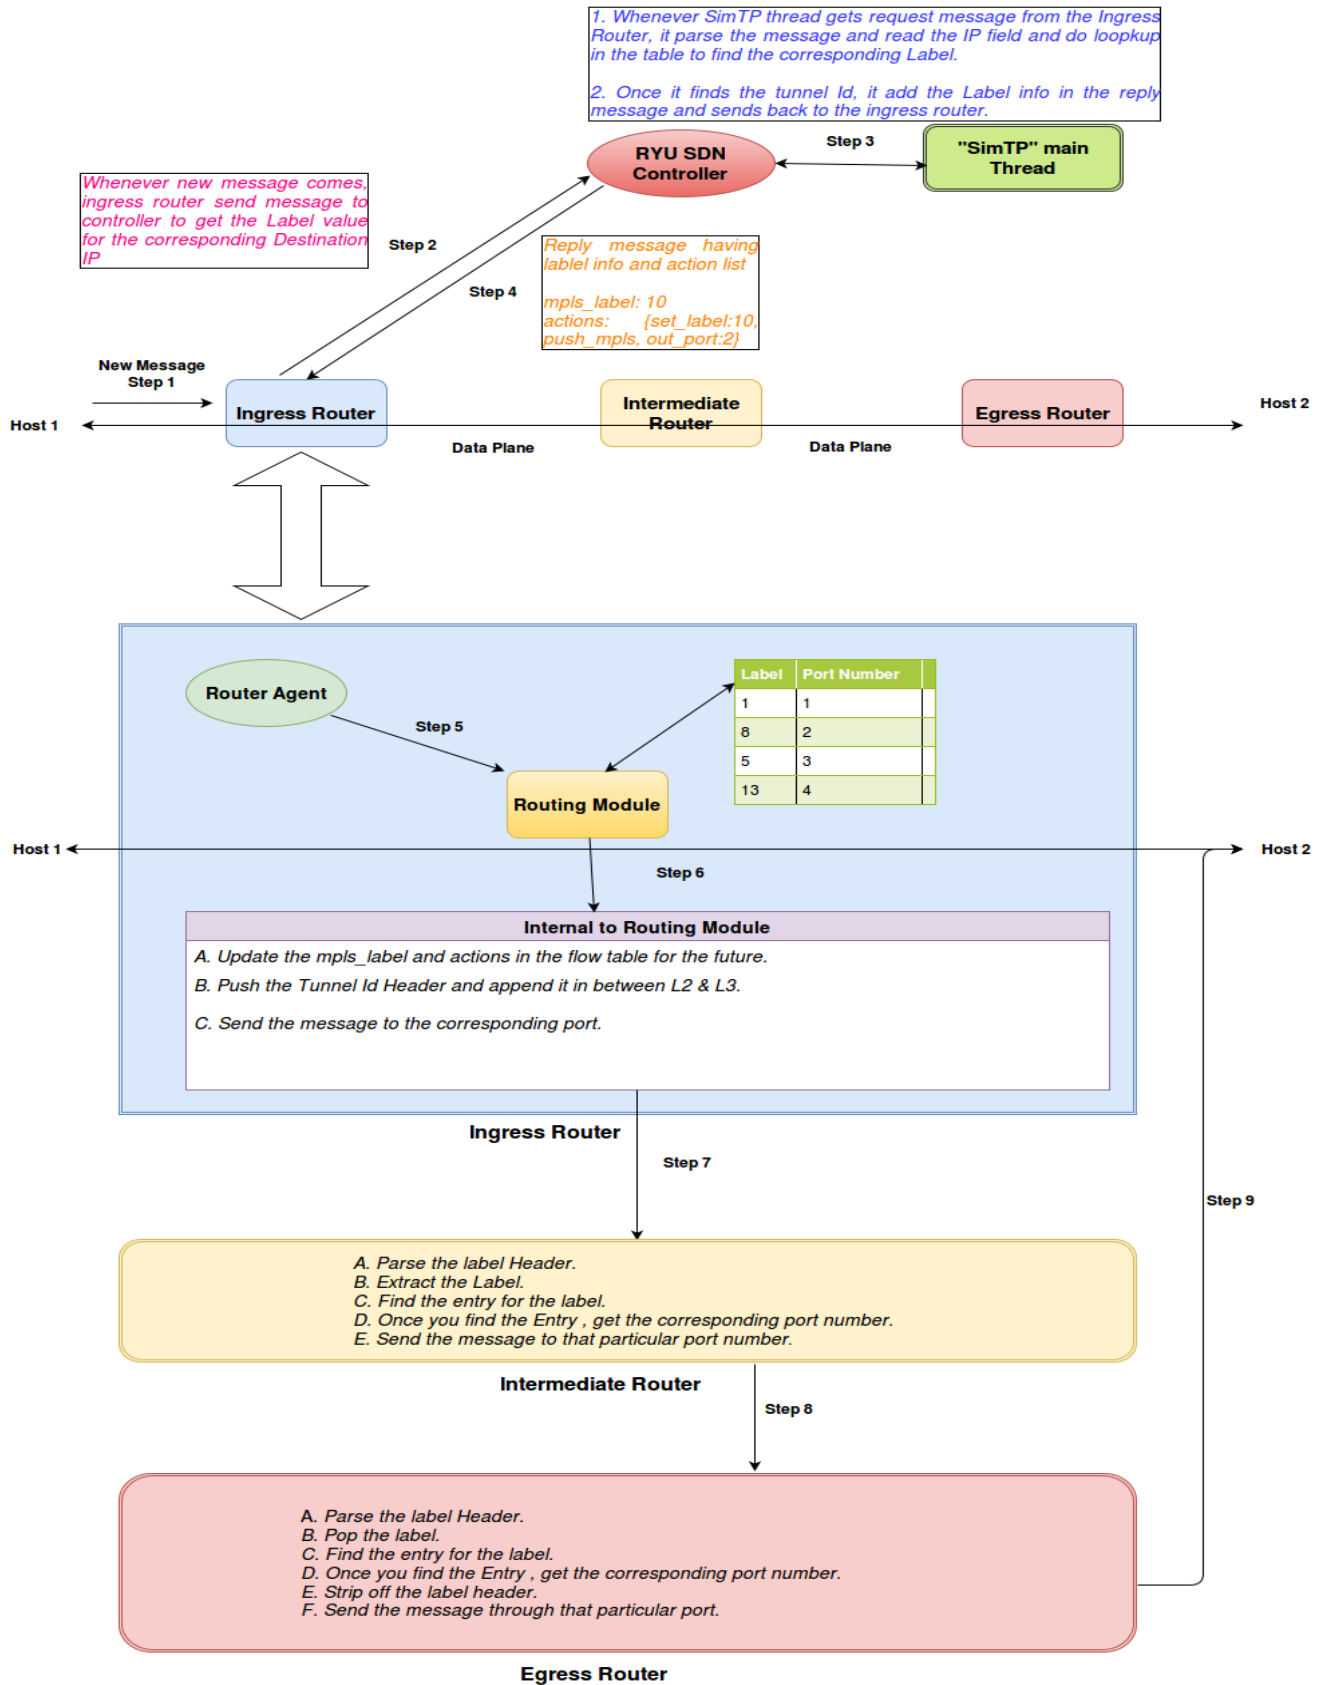 1. Whenever SimTP thread gets request message from the Ingress
Router, it parse the message and read the IP field and do loopkup
in the table to find the corresponding Label.
2. Once it finds the tunnel Id, it add the Label info in the reply
message and sends back to the ingress router.
RYU SDN
Controller
Step 3
"SimTP" main
Thread
Whenever new message comes,
ingress router send message to
controller to get the Label value
for the corresponding Destination
IP
Step 2
Step 4
Reply message having
lablel info and action list
mpls_label: 10
actions: {set_label:10,
push_mpls, out_port:2}
New Message
Step 1
Host 1
Ingress Router
Data Plane
Intermediate
Router
Data Plane
Egress Router
Host 2
Router Agent
Step 5
Routing Module
Label Port Number
1 1
8 2
5 3
13 4
Host 1
Host 2
Step 6
Internal to Routing Module
A. Update the mpls_label and actions in the flow table for the future.
B. Push the Tunnel Id Header and append it in between L2 & L3.
C. Send the message to the corresponding port.
Ingress Router
Step 7
Step 9
A. Parse the label Header.
B. Extract the Label.
C. Find the entry for the label.
D. Once you find the Entry , get the corresponding port number.
E. Send the message to that particular port number.
Intermediate Router
Step 8
A. Parse the label Header.
B. Pop the label.
C. Find the entry for the label.
D. Once you find the Entry , get the corresponding port number.
E. Strip off the label header.
F. Send the message through that particular port.
Egress Router